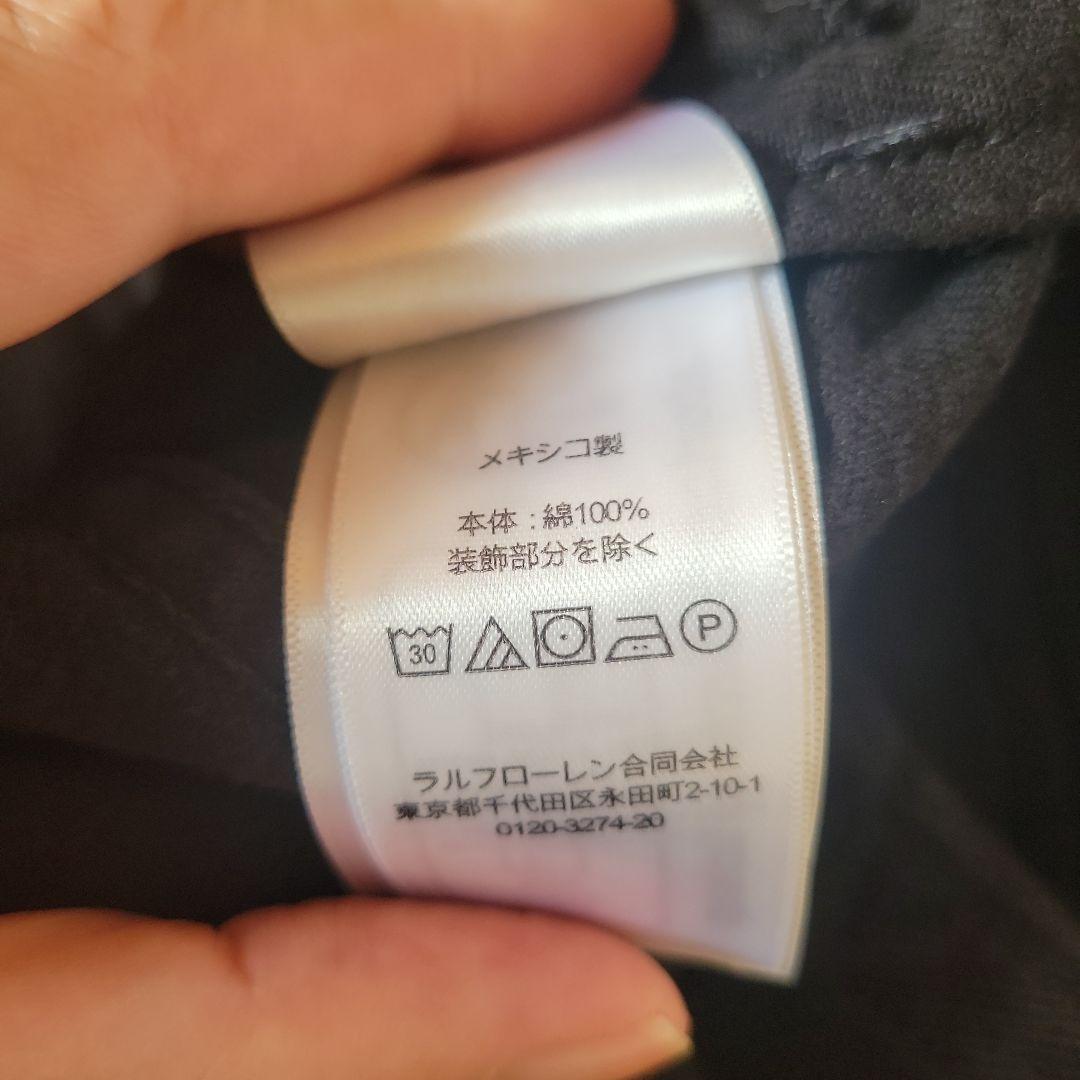 メキシコ製
本体:綿100%
装飾部分を除く
30 P
ラルフローレン合同会社
東京都千代田区永田町2-10-1
0120-3274-20